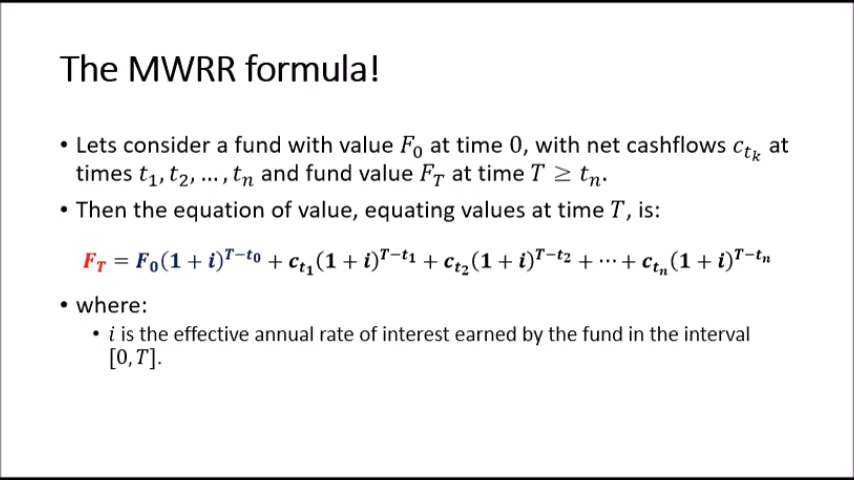 The MWRR formula!
• Lets consider a fund with value F₀ at time 0, with net cashflows c_{t_k} at
times t₁, t₂, …, tₙ and fund value F_T at time T ≥ tₙ.
• Then the equation of value, equating values at time T, is:
F_T = F₀(1 + i)^{T−t₀} + c_{t₁}(1 + i)^{T−t₁} + c_{t₂}(1 + i)^{T−t₂} + ⋯ + c_{tₙ}(1 + i)^{T−tₙ}
• where:
• i is the effective annual rate of interest earned by the fund in the interval
[0, T].